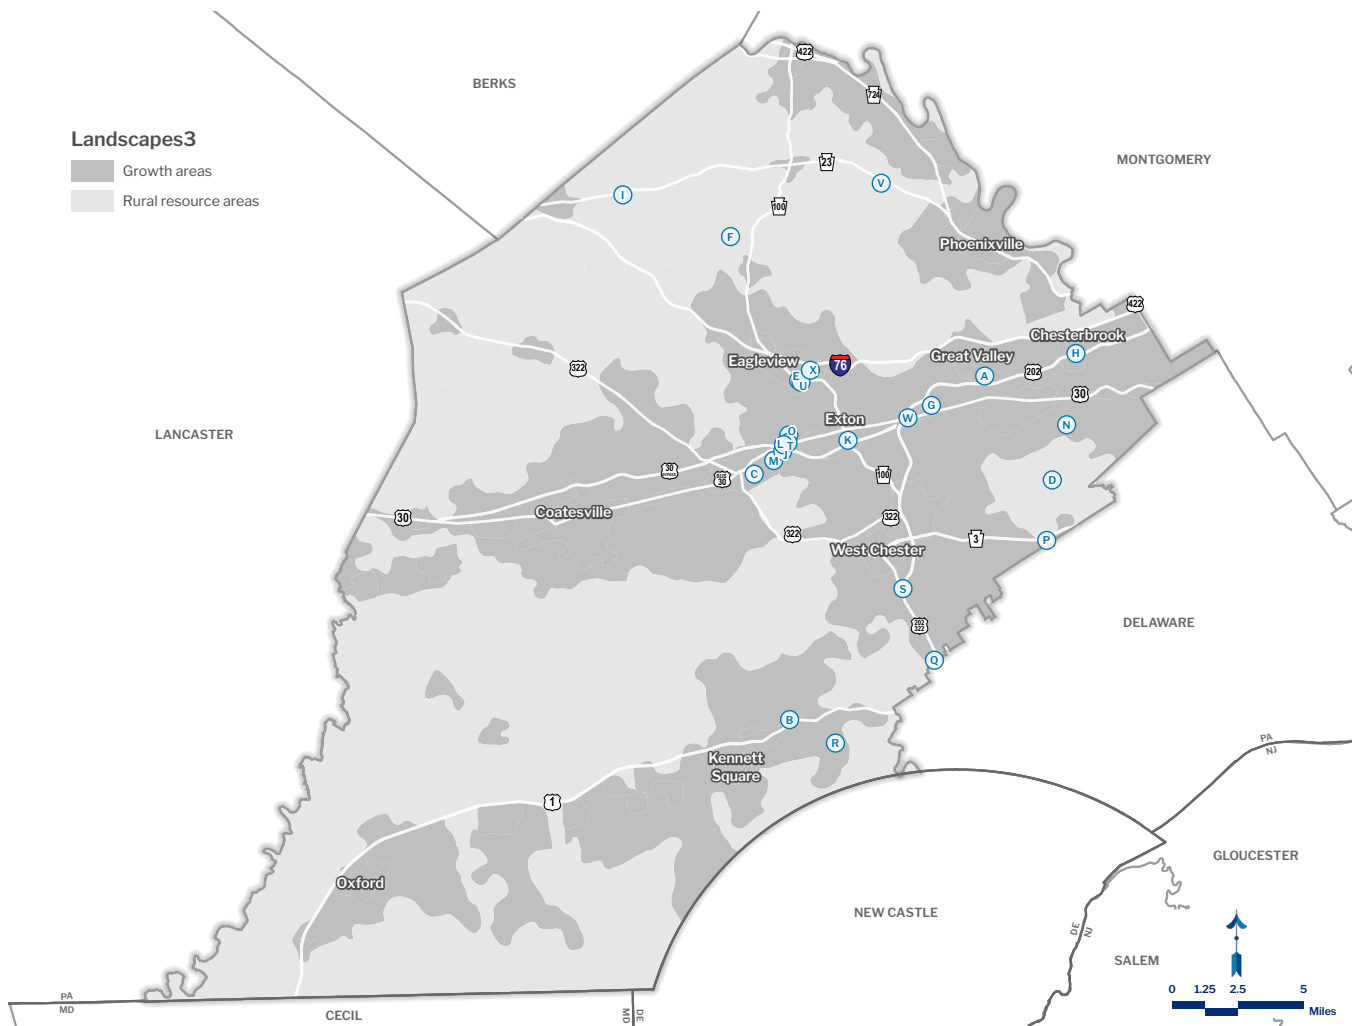 422
BERKS
724
Landscapes3
MONTGOMERY
Growth areas
23
V
I
Rural resource areas
100
F
Phoenixville
422
Chesterbrook
Eagleview
Great Valley
H
322
X
76
202
A
E
U
30
G
Exton
W
N
LANCASTER
O
K
L
T
J
M
30
BYPASS
C
100
BUS
30
D
Coatesville
30
322
322
West Chester
3
P
S
DELAWARE
202
322
Q
B
R
Kennett
Square
PA
NJ
1
GLOUCESTER
Oxford
NEW CASTLE
DE
NJ
SALEM
0 1.25 2.5 5
Miles
PA
MD
CECIL
MD
DE